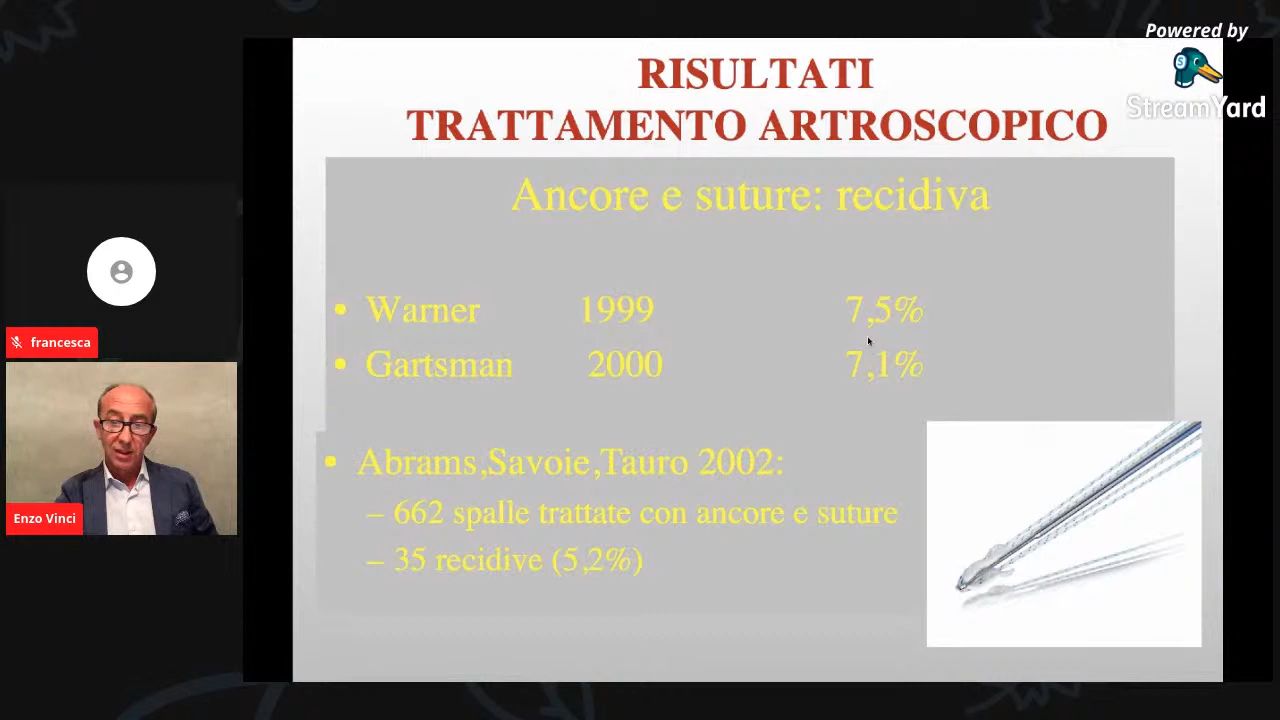 Powered by
StreamYard
RISULTATI
TRATTAMENTO ARTROSCOPICO
Ancore e suture: recidiva
• Warner 1999 7,5%
• Gartsman 2000 7,1%
• Abrams,Savoie,Tauro 2002:
– 662 spalle trattate con ancore e suture
– 35 recidive (5,2%)
francesca
Enzo Vinci